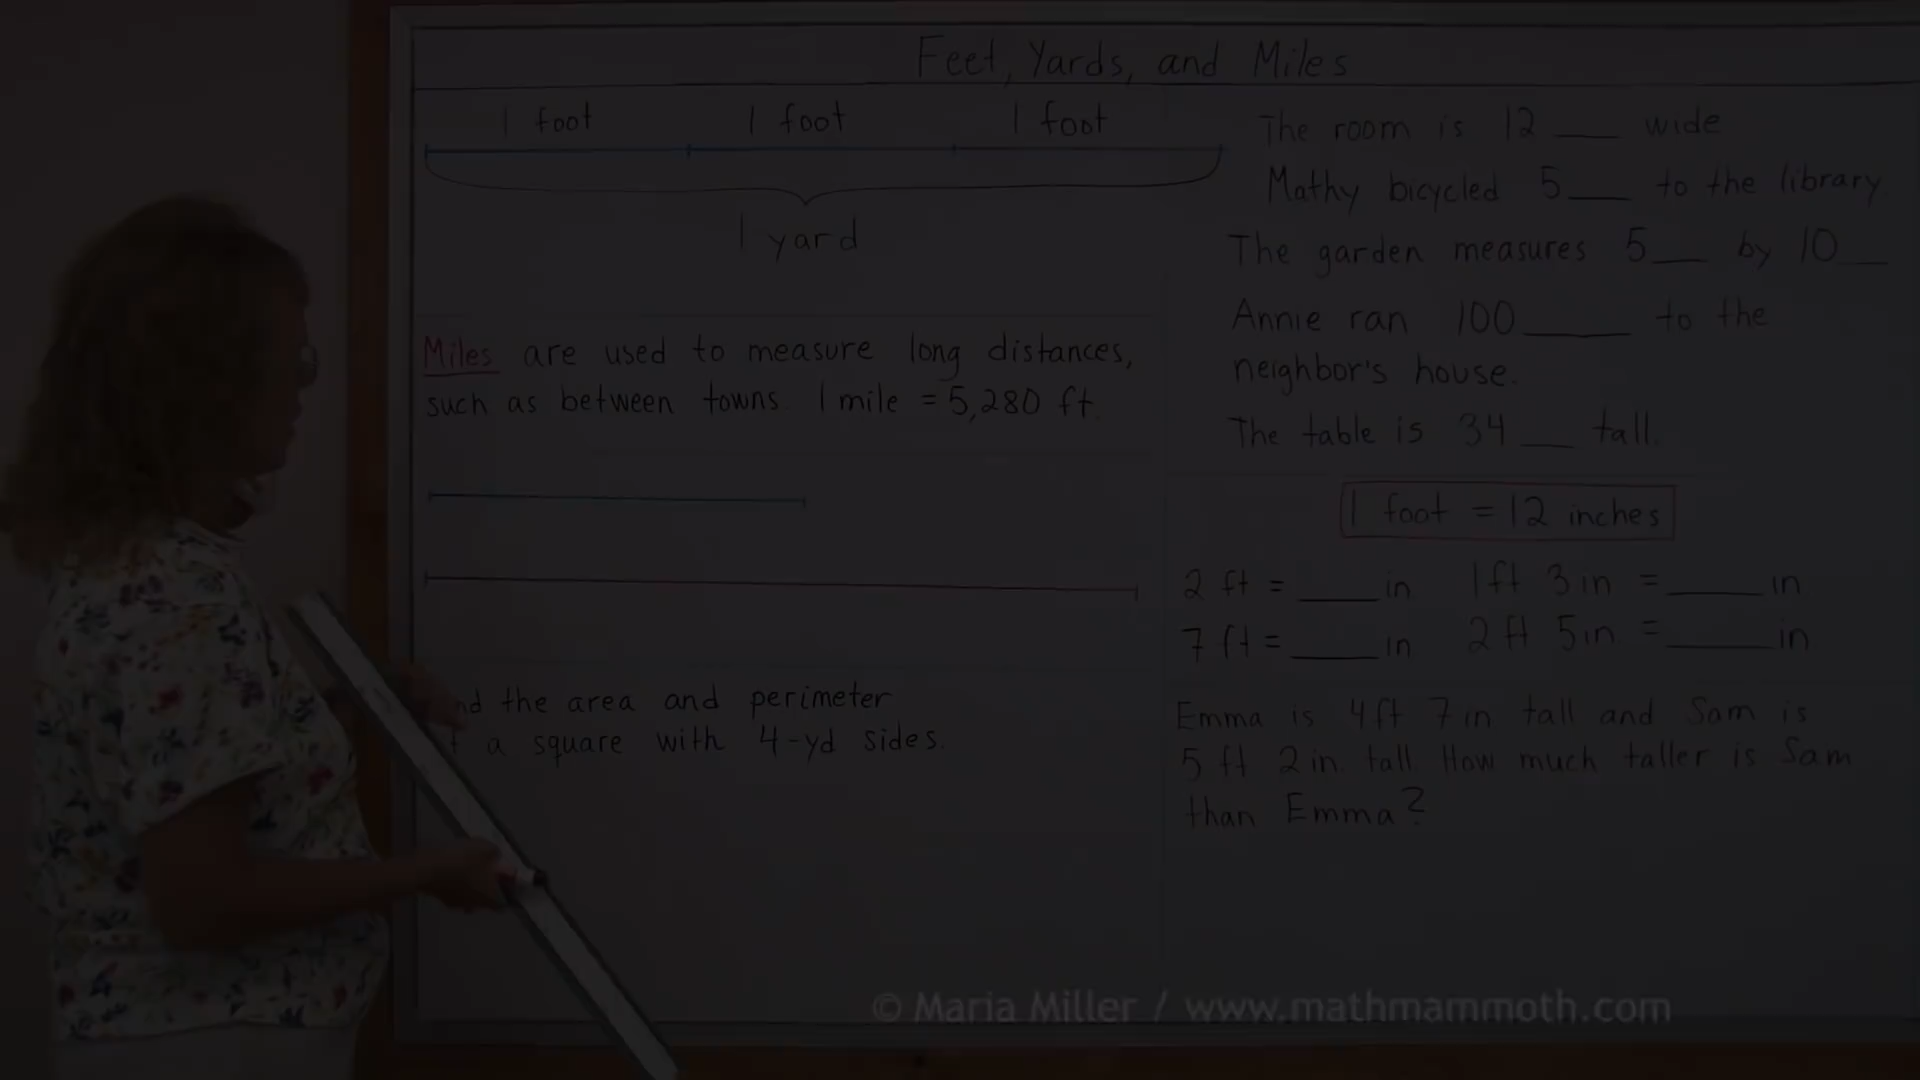 Feet, Yards, and Miles
1 foot 1 foot 1 foot
1 yard
Miles are used to measure long distances,
such as between towns. 1 mile = 5,280 ft
the area and perimeter
a square with 4-yd sides.
The room is 12 ___ wide
Mathy bicycled 5 ___ to the library.
The garden measures 5 ___ by 10 ___
Annie ran 100 _____ to the
neighbor's house.
The table is 34 ___ tall.
1 foot = 12 inches
2 ft = ____ in 1 ft 3 in = _____ in
7 ft = ____ in 2 ft 5 in = _____ in
Emma is 4 ft 7 in tall and Sam is
5 ft 2 in. tall. How much taller is Sam
than Emma?
© Maria Miller / www.mathmammoth.com